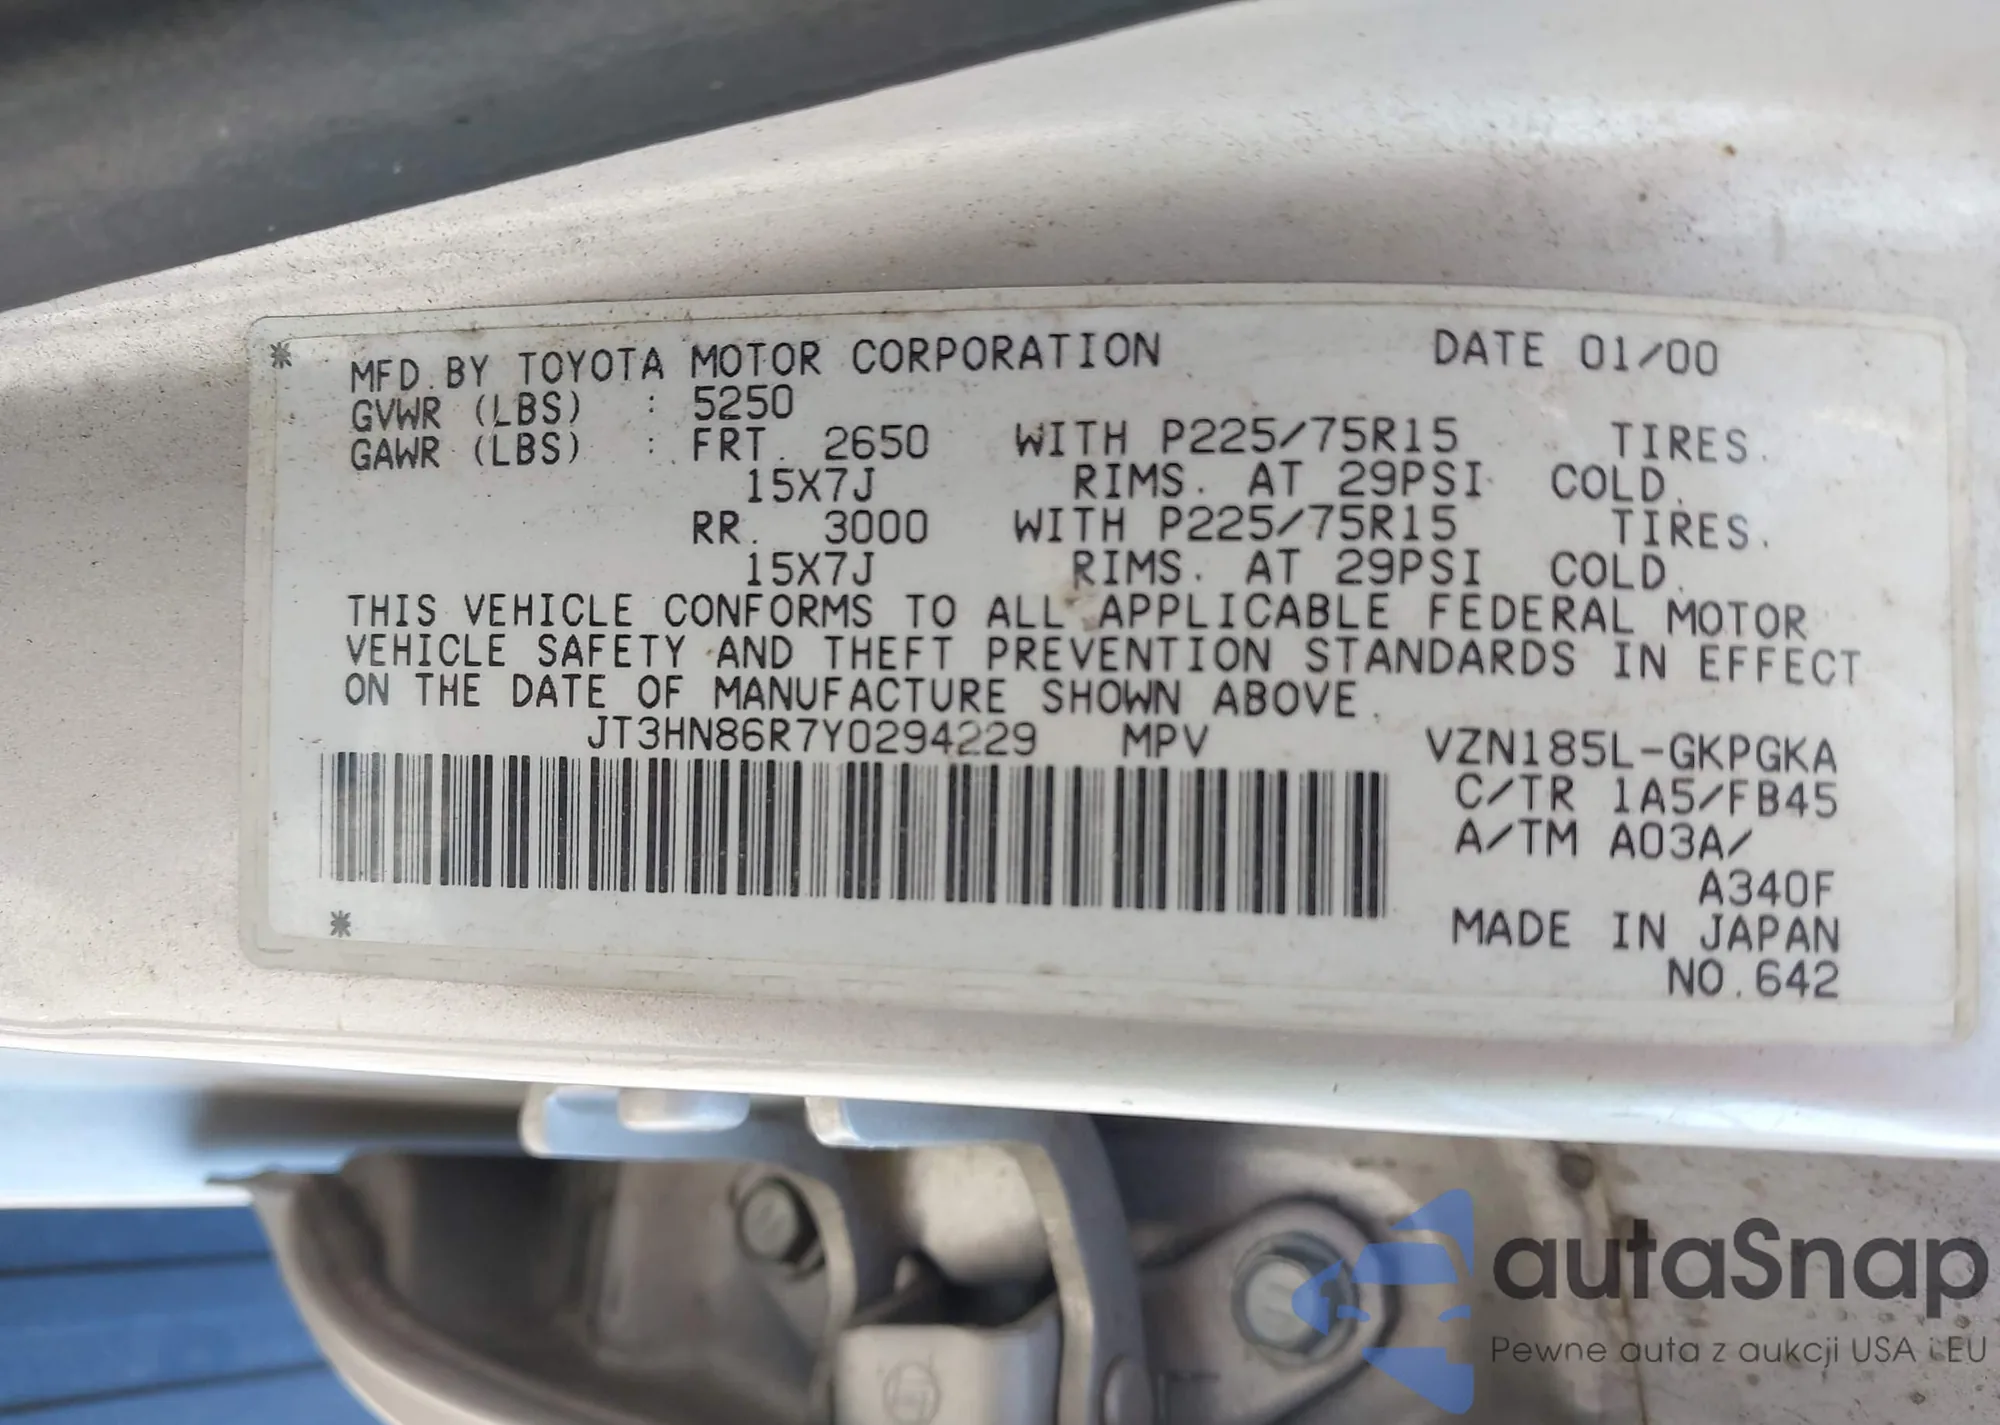 * MFD.BY TOYOTA MOTOR CORPORATION DATE 01/00
GVWR (LBS) : 5250
GAWR (LBS) : FRT. 2650 WITH P225/75R15 TIRES.
15X7J RIMS. AT 29PSI COLD.
RR. 3000 WITH P225/75R15 TIRES.
15X7J RIMS. AT 29PSI COLD.
THIS VEHICLE CONFORMS TO ALL APPLICABLE FEDERAL MOTOR
VEHICLE SAFETY AND THEFT PREVENTION STANDARDS IN EFFECT
ON THE DATE OF MANUFACTURE SHOWN ABOVE.
JT3HN86R7Y0294229 MPV VZN185L-GKPGKA
C/TR 1A5/FB45
A/TM A03A/
A340F
* MADE IN JAPAN
NO.642
autaSnap
Pewne auta z aukcji USA i EU